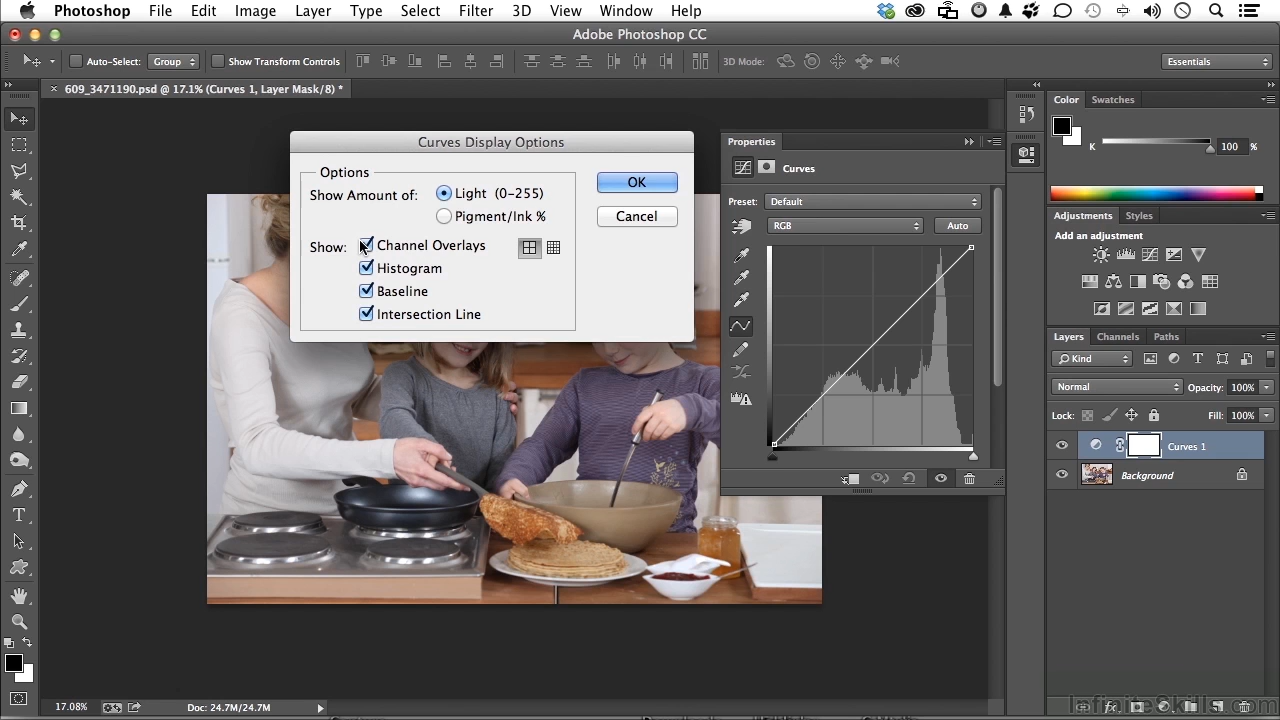 Photoshop File Edit Image Layer Type Select Filter 3D View Window Help
Adobe Photoshop CC
Auto-Select: Group Show Transform Controls 3D Mode: Essentials
609_3471190.psd @ 17.1% (Curves 1, Layer Mask/8) *
Curves Display Options
Options
Show Amount of: Light (0-255)
Pigment/Ink %
Show: Channel Overlays
Histogram
Baseline
Intersection Line
OK
Cancel
Properties
Curves
Preset: Default
RGB Auto
Color Swatches
K 100 %
Adjustments Styles
Add an adjustment
Layers Channels Paths
Kind
Normal Opacity: 100%
Lock: Fill: 100%
Curves 1
Background
17.08% Doc: 24.7M/24.7M
InfiniteSkills.com